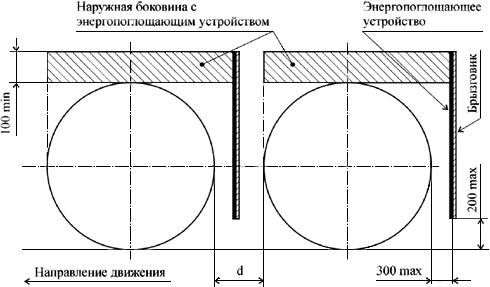 Наружная боковина с
энергопоглощающим устройством
Энергопоглощающее
устройство
Брызговик
100 min
200 max
Направление движения
d
300 max